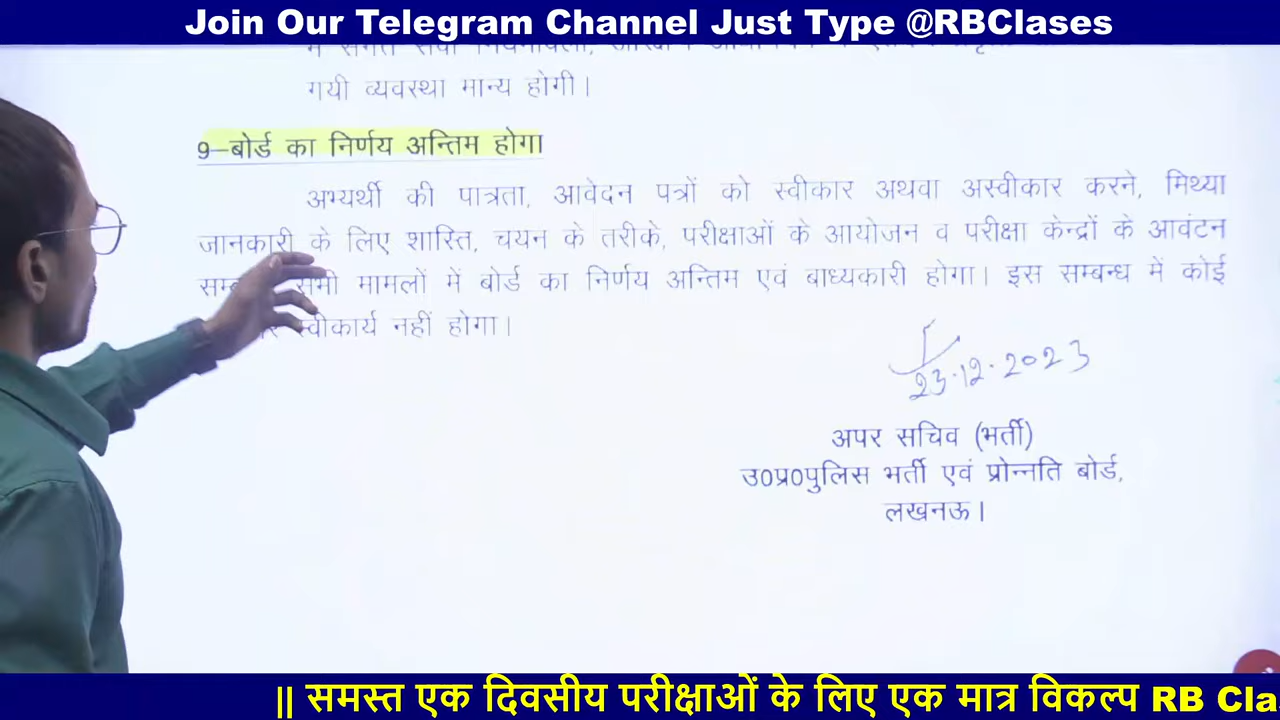 Join Our Telegram Channel Just Type @RBClases
गयी व्यवस्था मान्य होगी।
9–बोर्ड का निर्णय अन्तिम होगा
अभ्यर्थी की पात्रता, आवेदन पत्रों को स्वीकार अथवा अस्वीकार करने, मिथ्या
जानकारी के लिए शास्ति, चयन के तरीके, परीक्षाओं के आयोजन व परीक्षा केन्द्रों के आवंटन
मामलों में बोर्ड का निर्णय अन्तिम एवं बाध्यकारी होगा। इस सम्बन्ध में कोई
स्वीकार्य नहीं होगा।
23.12.2023
अपर सचिव (भर्ती)
उ0प्र0पुलिस भर्ती एवं प्रोन्नति बोर्ड,
लखनऊ।
|| समस्त एक दिवसीय परीक्षाओं के लिए एक मात्र विकल्प RB Cla